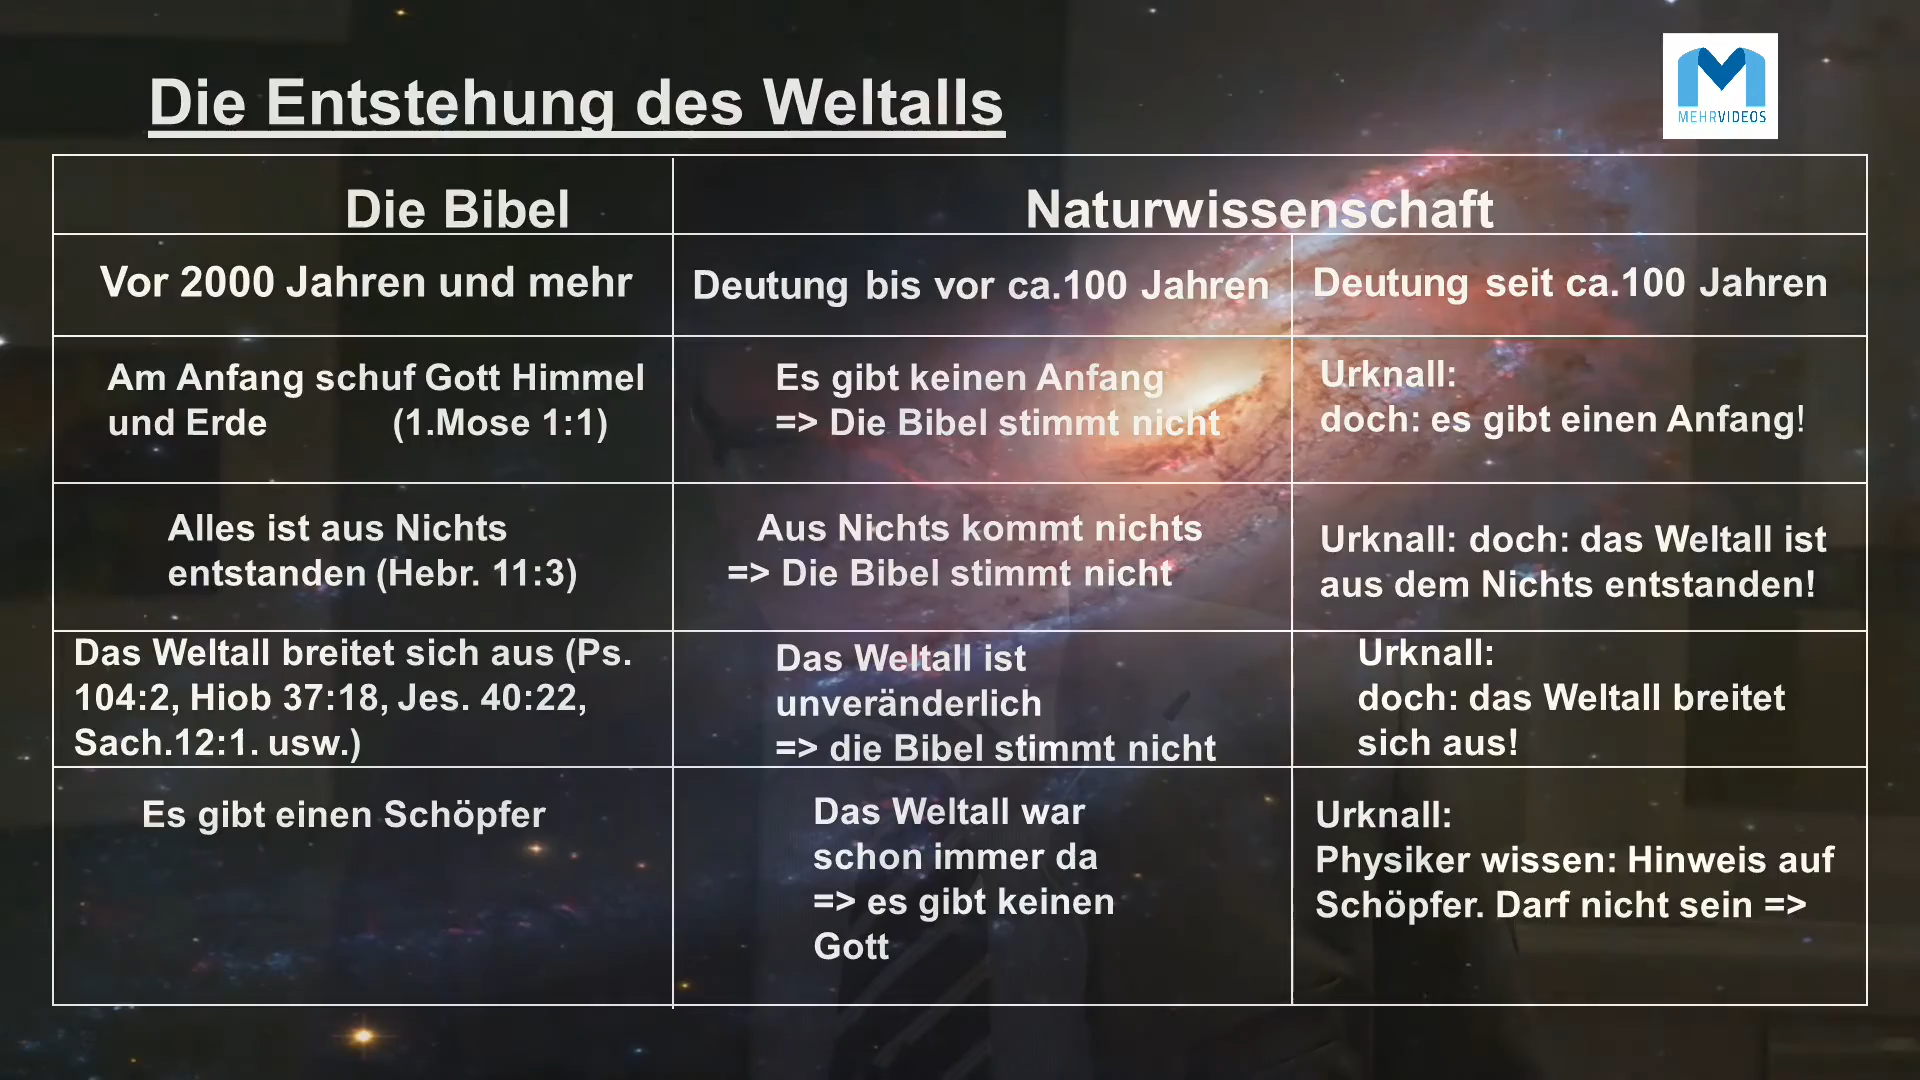 Die Entstehung des Weltalls
MEHRVIDEOS
Die Bibel
Naturwissenschaft
Vor 2000 Jahren und mehr
Deutung bis vor ca.100 Jahren
Deutung seit ca.100 Jahren
Am Anfang schuf Gott Himmel
und Erde (1.Mose 1:1)
Es gibt keinen Anfang
=> Die Bibel stimmt nicht
Urknall:
doch: es gibt einen Anfang!
Alles ist aus Nichts
entstanden (Hebr. 11:3)
Aus Nichts kommt nichts
=> Die Bibel stimmt nicht
Urknall: doch: das Weltall ist
aus dem Nichts entstanden!
Das Weltall breitet sich aus (Ps.
104:2, Hiob 37:18, Jes. 40:22,
Sach.12:1. usw.)
Das Weltall ist
unveränderlich
=> die Bibel stimmt nicht
Urknall:
doch: das Weltall breitet
sich aus!
Es gibt einen Schöpfer
Das Weltall war
schon immer da
=> es gibt keinen
Gott
Urknall:
Physiker wissen: Hinweis auf
Schöpfer. Darf nicht sein =>